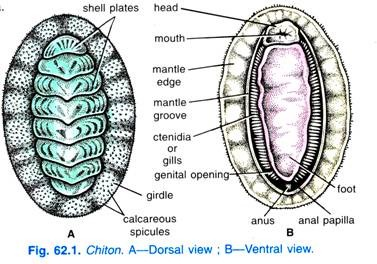 shell plates
head
mouth
mantle
edge
mantle
groove
ctenidia
or
gills
genital opening
girdle
foot
calcareous
spicules
anus
anal papilla
A
B
Fig. 62.1. Chiton. A—Dorsal view ; B—Ventral view.